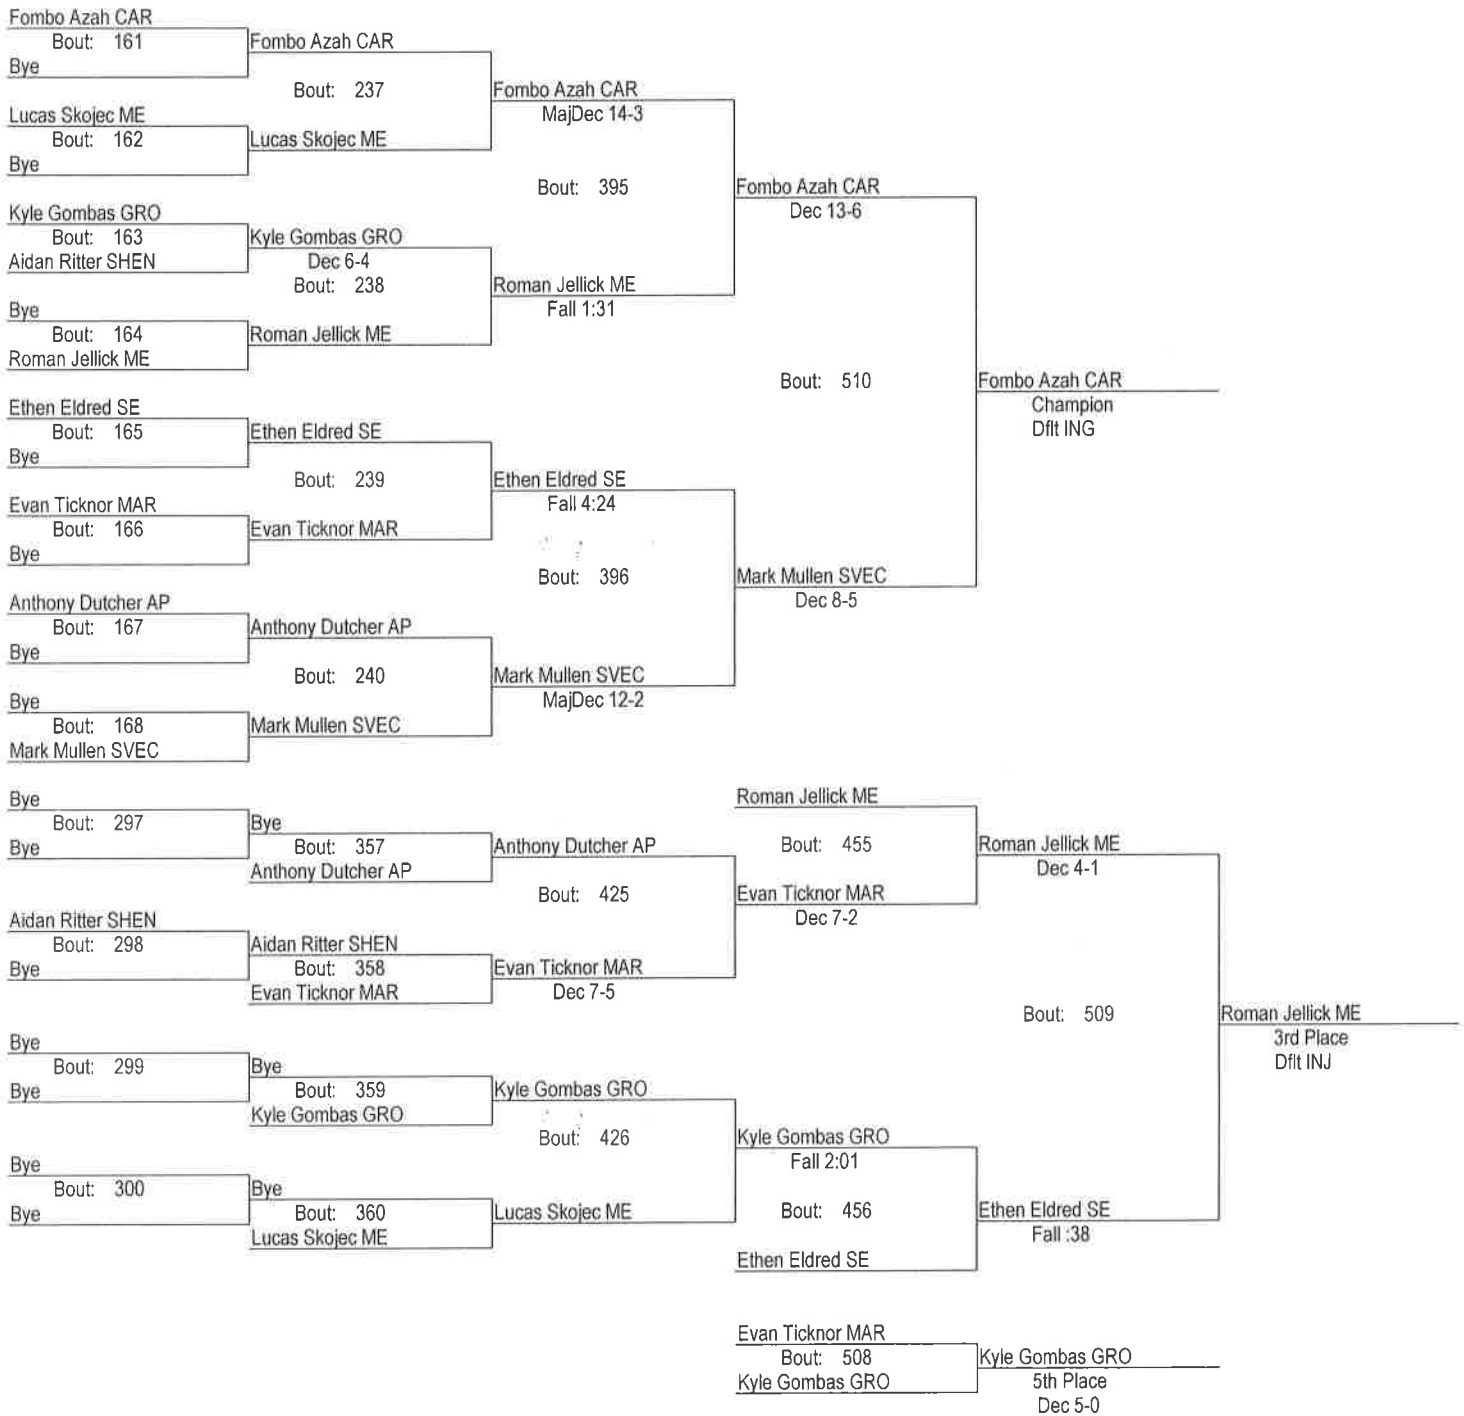 Fombo Azah CAR
Bout: 161
Bye
Fombo Azah CAR
Bout: 237
Lucas Skojec ME
Bout: 162
Bye
Lucas Skojec ME
Fombo Azah CAR
MajDec 14-3
Bout: 395
Kyle Gombas GRO
Bout: 163
Aidan Ritter SHEN
Kyle Gombas GRO
Dec 6-4
Bout: 238
Bye
Bout: 164
Roman Jellick ME
Roman Jellick ME
Roman Jellick ME
Fall 1:31
Fombo Azah CAR
Dec 13-6
Bout: 510
Ethen Eldred SE
Bout: 165
Bye
Ethen Eldred SE
Bout: 239
Evan Ticknor MAR
Bout: 166
Bye
Evan Ticknor MAR
Ethen Eldred SE
Fall 4:24
Bout: 396
Anthony Dutcher AP
Bout: 167
Bye
Anthony Dutcher AP
Bout: 240
Bye
Bout: 168
Mark Mullen SVEC
Mark Mullen SVEC
Mark Mullen SVEC
MajDec 12-2
Mark Mullen SVEC
Dec 8-5
Fombo Azah CAR
Champion
Dflt ING
Bye
Bout: 297
Bye
Bye
Bout: 357
Anthony Dutcher AP
Anthony Dutcher AP
Bout: 425
Aidan Ritter SHEN
Bout: 298
Bye
Aidan Ritter SHEN
Bout: 358
Evan Ticknor MAR
Evan Ticknor MAR
Dec 7-5
Roman Jellick ME
Bout: 455
Evan Ticknor MAR
Dec 7-2
Roman Jellick ME
Dec 4-1
Bout: 509
Bye
Bout: 299
Bye
Bye
Bout: 359
Kyle Gombas GRO
Kyle Gombas GRO
Bout: 426
Bye
Bout: 300
Bye
Bye
Bout: 360
Lucas Skojec ME
Lucas Skojec ME
Kyle Gombas GRO
Fall 2:01
Bout: 456
Ethen Eldred SE
Ethen Eldred SE
Fall :38
Roman Jellick ME
3rd Place
Dflt INJ
Evan Ticknor MAR
Bout: 508
Kyle Gombas GRO
Kyle Gombas GRO
5th Place
Dec 5-0